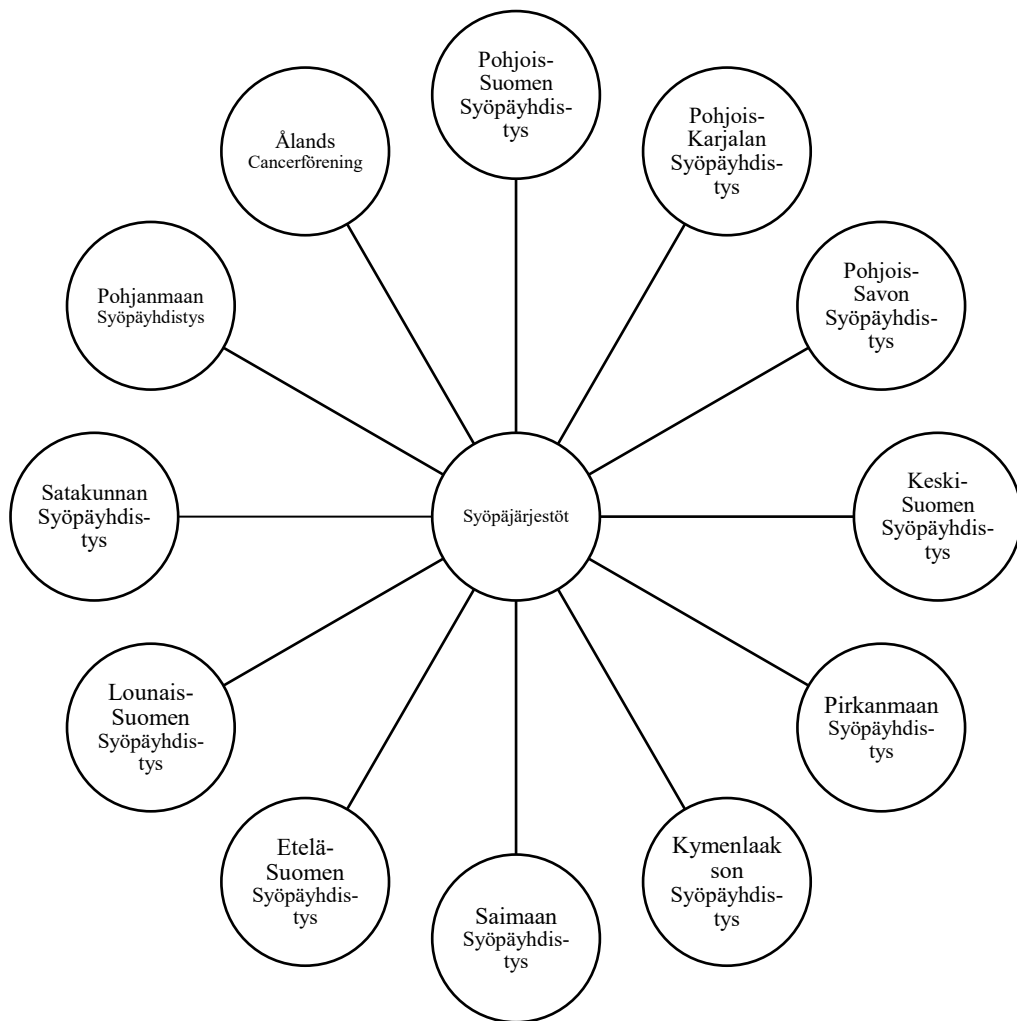 Pohjois-
Suomen
Syöpäyhdis-
tys
Pohjois-
Karjalan
Syöpäyhdis-
tys
Pohjois-
Savon
Syöpäyhdis-
tys
Keski-
Suomen
Syöpäyhdis-
tys
Pirkanmaan
Syöpäyhdis-
tys
Kymenlaak
son
Syöpäyhdis-
tys
Saimaan
Syöpäyhdis-
tys
Etelä-
Suomen
Syöpäyhdis-
tys
Lounais-
Suomen
Syöpäyhdis-
tys
Satakunnan
Syöpäyhdis-
tys
Pohjanmaan
Syöpäyhdistys
Ålands
Cancerförening
Syöpäjärjestöt